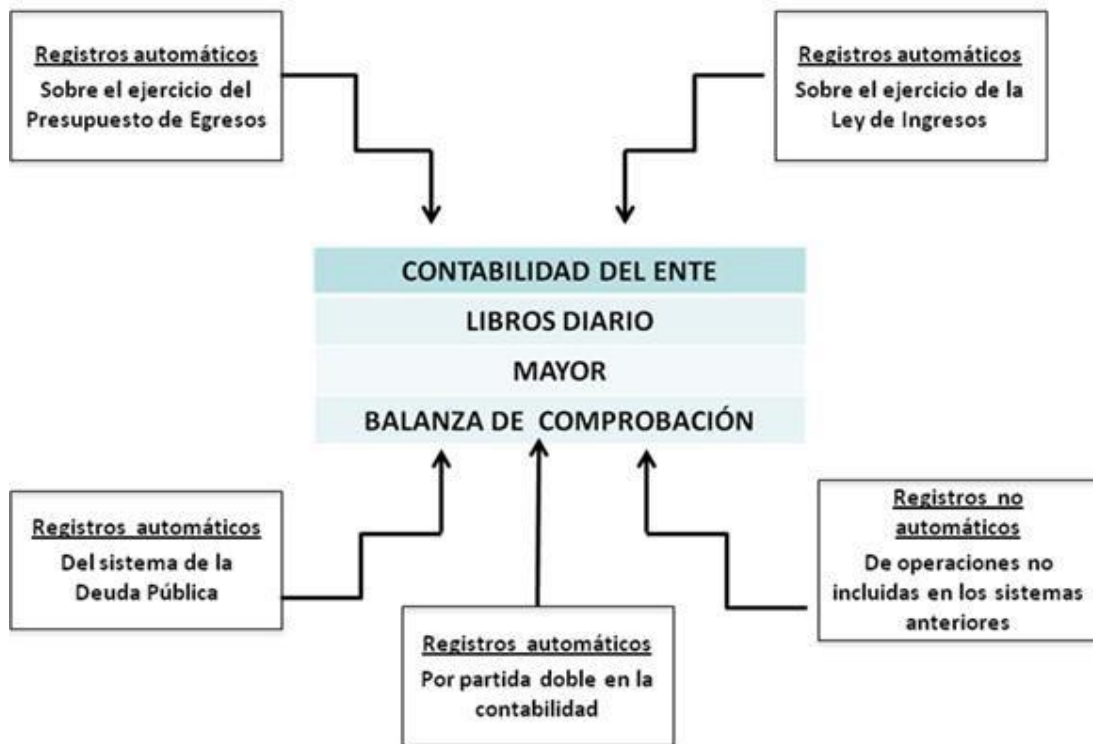 Registros automáticos
Sobre el ejercicio del
Presupuesto de Egresos
Registros automáticos
Sobre el ejercicio de la
Ley de Ingresos
CONTABILIDAD DEL ENTE
LIBROS DIARIO
MAYOR
BALANZA DE COMPROBACIÓN
Registros automáticos
Del sistema de la
Deuda Pública
Registros automáticos
Por partida doble en la
contabilidad
Registros no
automáticos
De operaciones no
incluidas en los sistemas
anteriores